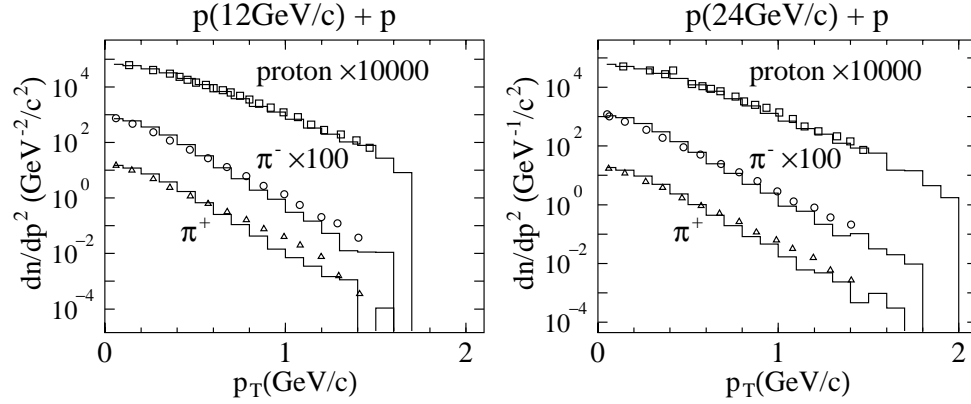 p(12GeV/c) + p
dn/dp² (GeV⁻²/c²)
10⁴
10²
10⁰
10⁻²
10⁻⁴
proton ×10000
π⁻ ×100
π⁺
0
1
2
p_T(GeV/c)
p(24GeV/c) + p
dn/dp² (GeV⁻¹/c²)
10⁴
10²
10⁰
10⁻²
10⁻⁴
proton ×10000
π⁻ ×100
π⁺
0
1
2
p_T(GeV/c)